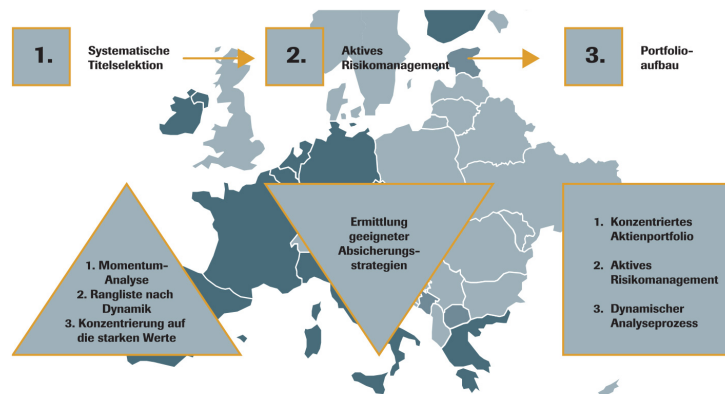 1.
Systematische
Titelselektion
2.
Aktives
Risikomanagement
3.
Portfolio-
aufbau
1. Momentum-
Analyse
2. Rangliste nach
Dynamik
3. Konzentrierung auf
die starken Werte
Ermittlung
geeigneter
Absicherungs-
strategien
1. Konzentriertes
Aktienportfolio
2. Aktives
Risikomanagement
3. Dynamischer
Analyseprozess